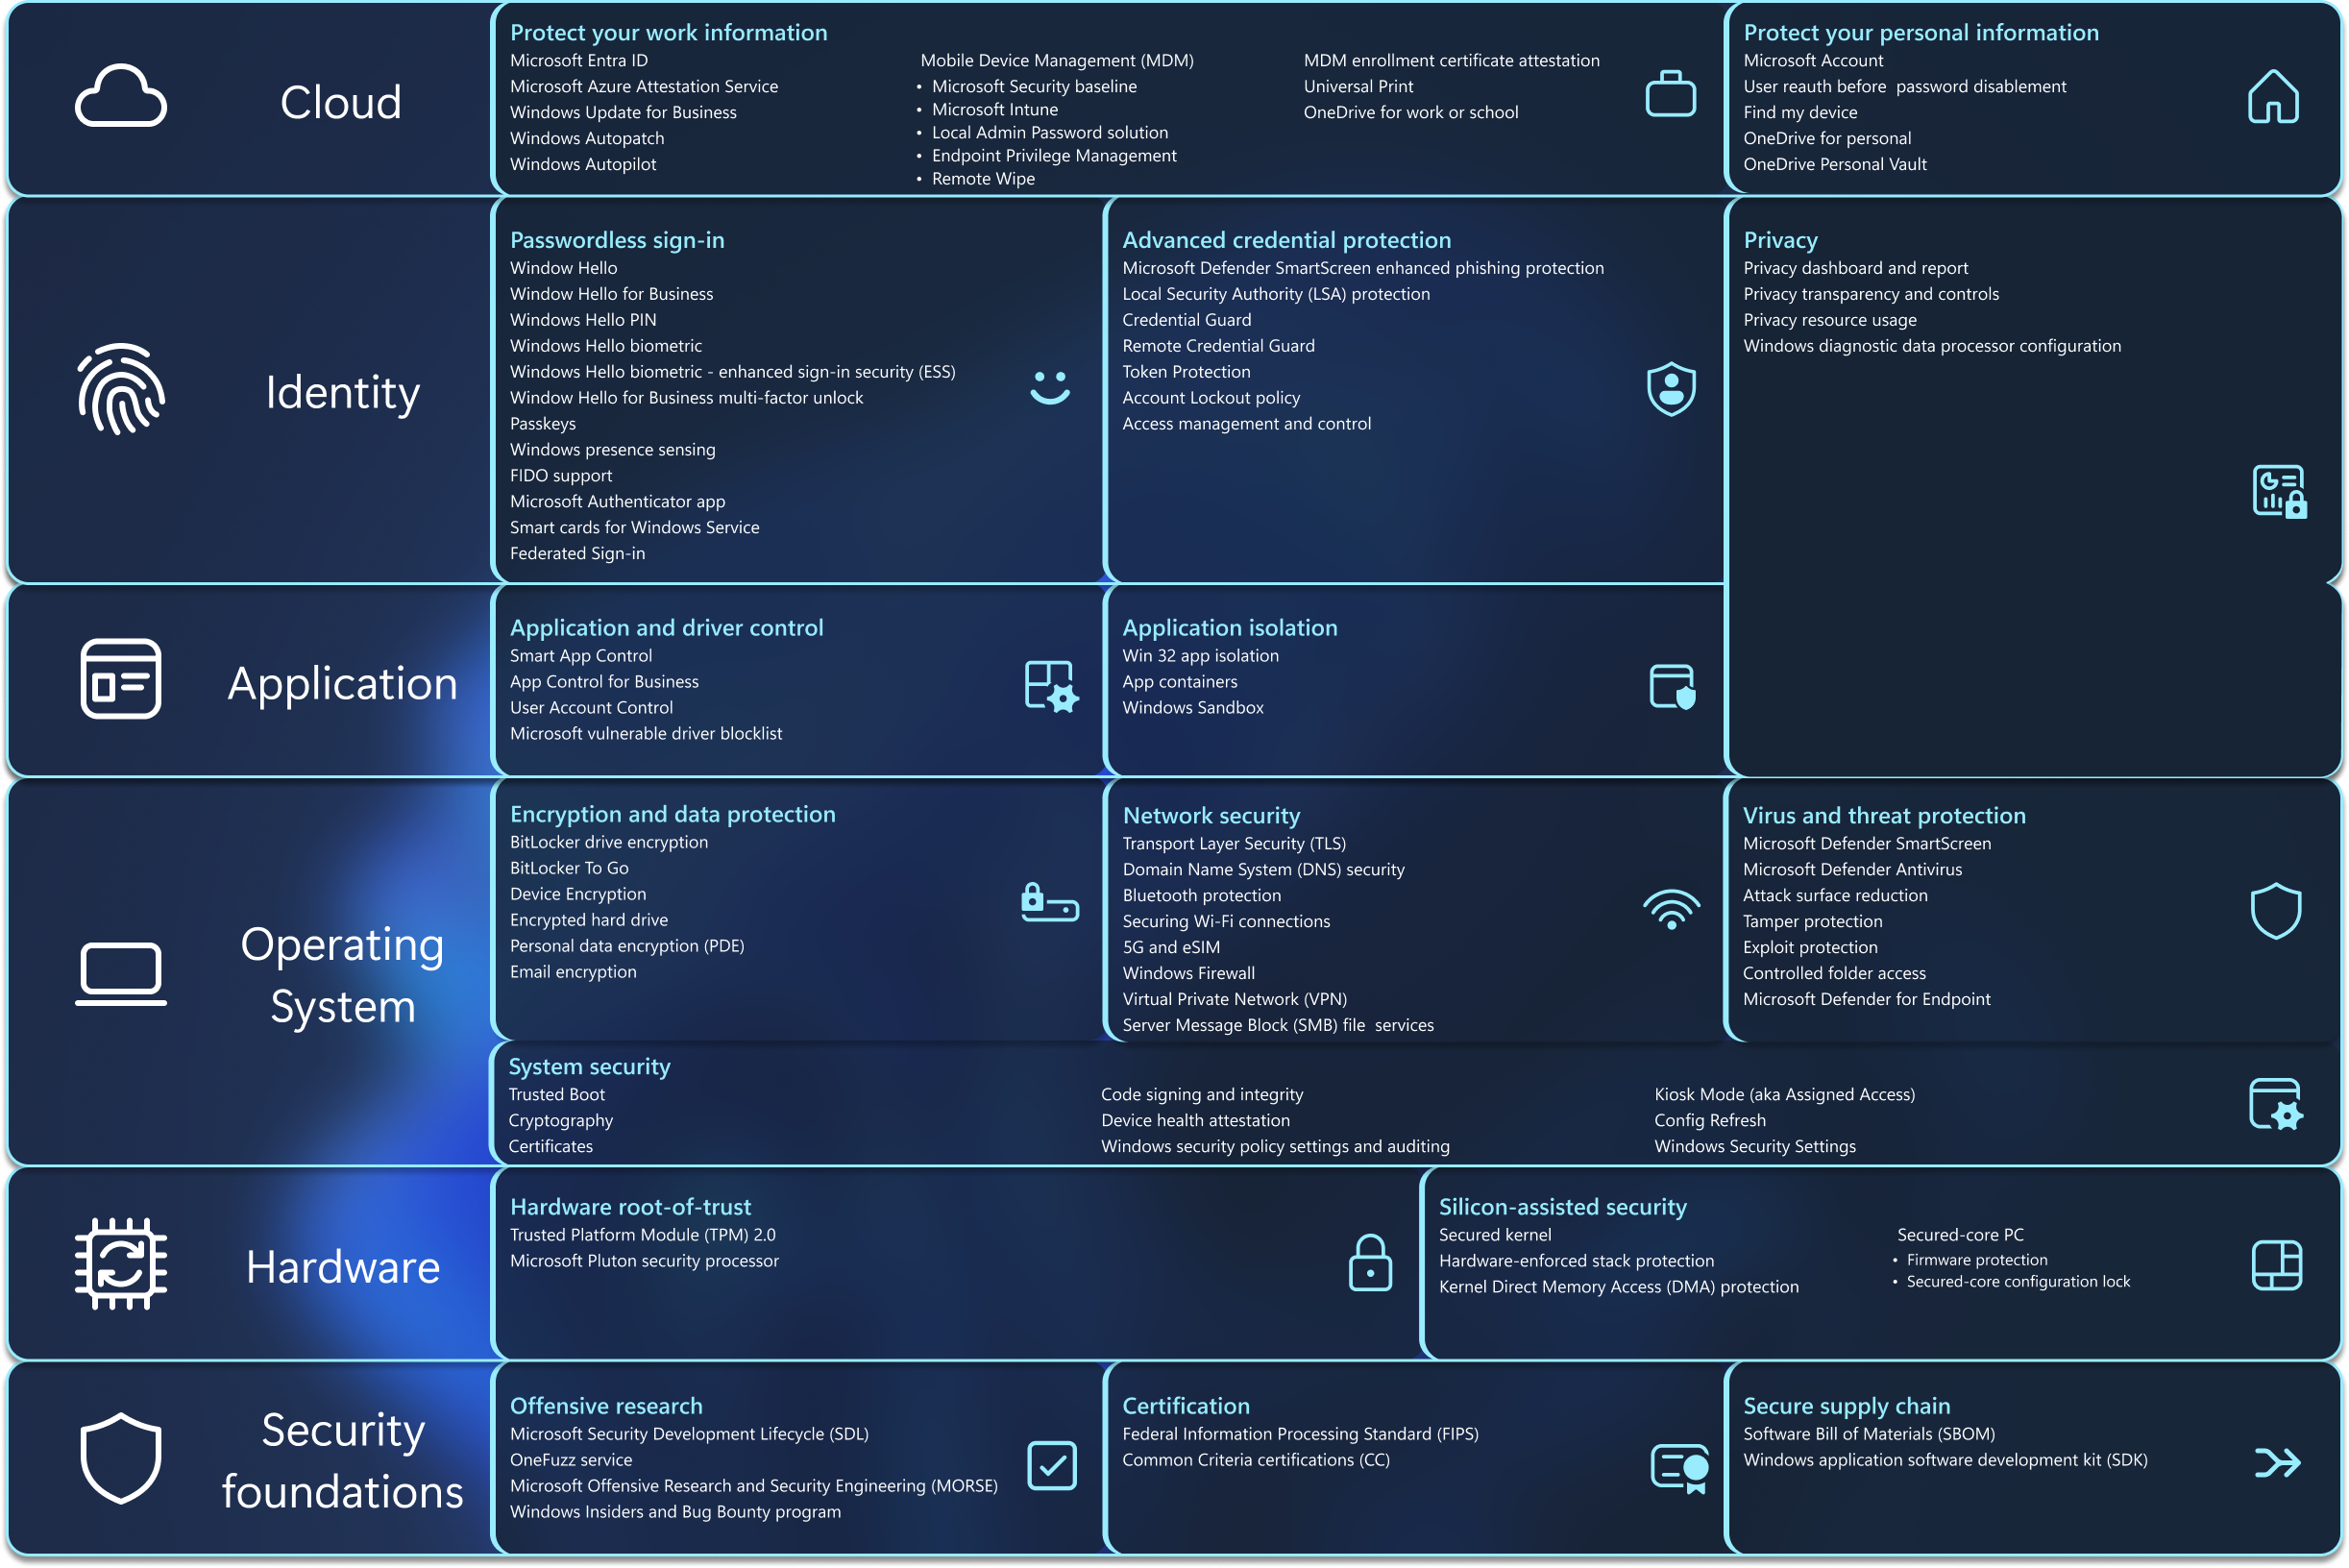 Cloud
Protect your work information
Microsoft Entra ID
Microsoft Azure Attestation Service
Windows Update for Business
Windows Autopatch
Windows Autopilot
Mobile Device Management (MDM)
• Microsoft Security baseline
• Microsoft Intune
• Local Admin Password solution
• Endpoint Privilege Management
• Remote Wipe
MDM enrollment certificate attestation
Universal Print
OneDrive for work or school
Protect your personal information
Microsoft Account
User reauth before  password disablement
Find my device
OneDrive for personal
OneDrive Personal Vault
Identity
Passwordless sign-in
Window Hello
Window Hello for Business
Windows Hello PIN
Windows Hello biometric
Windows Hello biometric - enhanced sign-in security (ESS)
Window Hello for Business multi-factor unlock
Passkeys
Windows presence sensing
FIDO support
Microsoft Authenticator app
Smart cards for Windows Service
Federated Sign-in
Advanced credential protection
Microsoft Defender SmartScreen enhanced phishing protection
Local Security Authority (LSA) protection
Credential Guard
Remote Credential Guard
Token Protection
Account Lockout policy
Access management and control
Privacy
Privacy dashboard and report
Privacy transparency and controls
Privacy resource usage
Windows diagnostic data processor configuration
Application
Application and driver control
Smart App Control
App Control for Business
User Account Control
Microsoft vulnerable driver blocklist
Application isolation
Win 32 app isolation
App containers
Windows Sandbox
Operating
System
Encryption and data protection
BitLocker drive encryption
BitLocker To Go
Device Encryption
Encrypted hard drive
Personal data encryption (PDE)
Email encryption
Network security
Transport Layer Security (TLS)
Domain Name System (DNS) security
Bluetooth protection
Securing Wi-Fi connections
5G and eSIM
Windows Firewall
Virtual Private Network (VPN)
Server Message Block (SMB) file  services
Virus and threat protection
Microsoft Defender SmartScreen
Microsoft Defender Antivirus
Attack surface reduction
Tamper protection
Exploit protection
Controlled folder access
Microsoft Defender for Endpoint
System security
Trusted Boot
Cryptography
Certificates
Code signing and integrity
Device health attestation
Windows security policy settings and auditing
Kiosk Mode (aka Assigned Access)
Config Refresh
Windows Security Settings
Hardware
Hardware root-of-trust
Trusted Platform Module (TPM) 2.0
Microsoft Pluton security processor
Silicon-assisted security
Secured kernel
Hardware-enforced stack protection
Kernel Direct Memory Access (DMA) protection
Secured-core PC
• Firmware protection
• Secured-core configuration lock
Security
foundations
Offensive research
Microsoft Security Development Lifecycle (SDL)
OneFuzz service
Microsoft Offensive Research and Security Engineering (MORSE)
Windows Insiders and Bug Bounty program
Certification
Federal Information Processing Standard (FIPS)
Common Criteria certifications (CC)
Secure supply chain
Software Bill of Materials (SBOM)
Windows application software development kit (SDK)